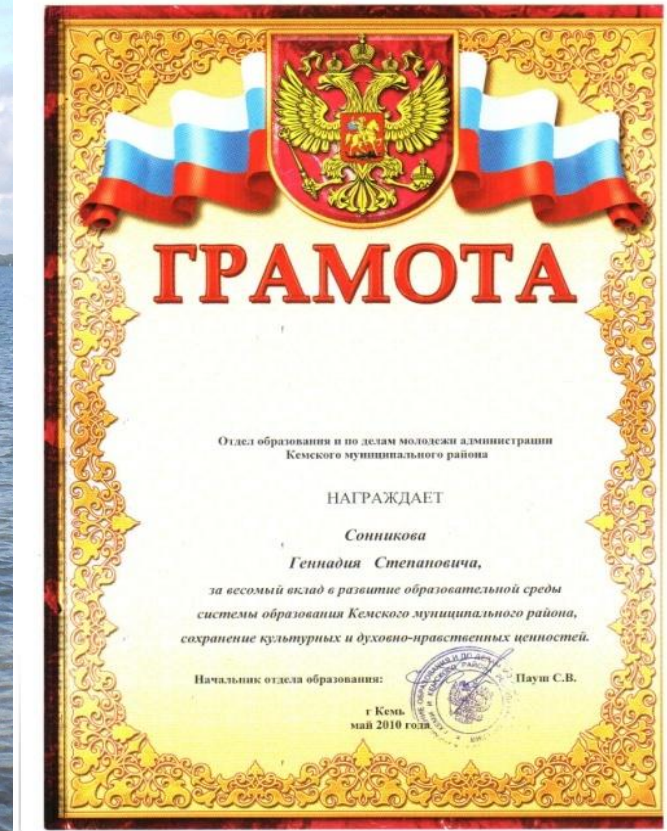 ГРАМОТА
Отдел образования и по делам молодежи администрации
Кемского муниципального района
НАГРАЖДАЕТ
Сонникова
Геннадия Степановича,
за весомый вклад в развитие образовательной среды
системы образования Кемского муниципального района,
сохранение культурных и духовно-нравственных ценностей.
Начальник отдела образования: Пауш С.В.
г Кемь
май 2010 года